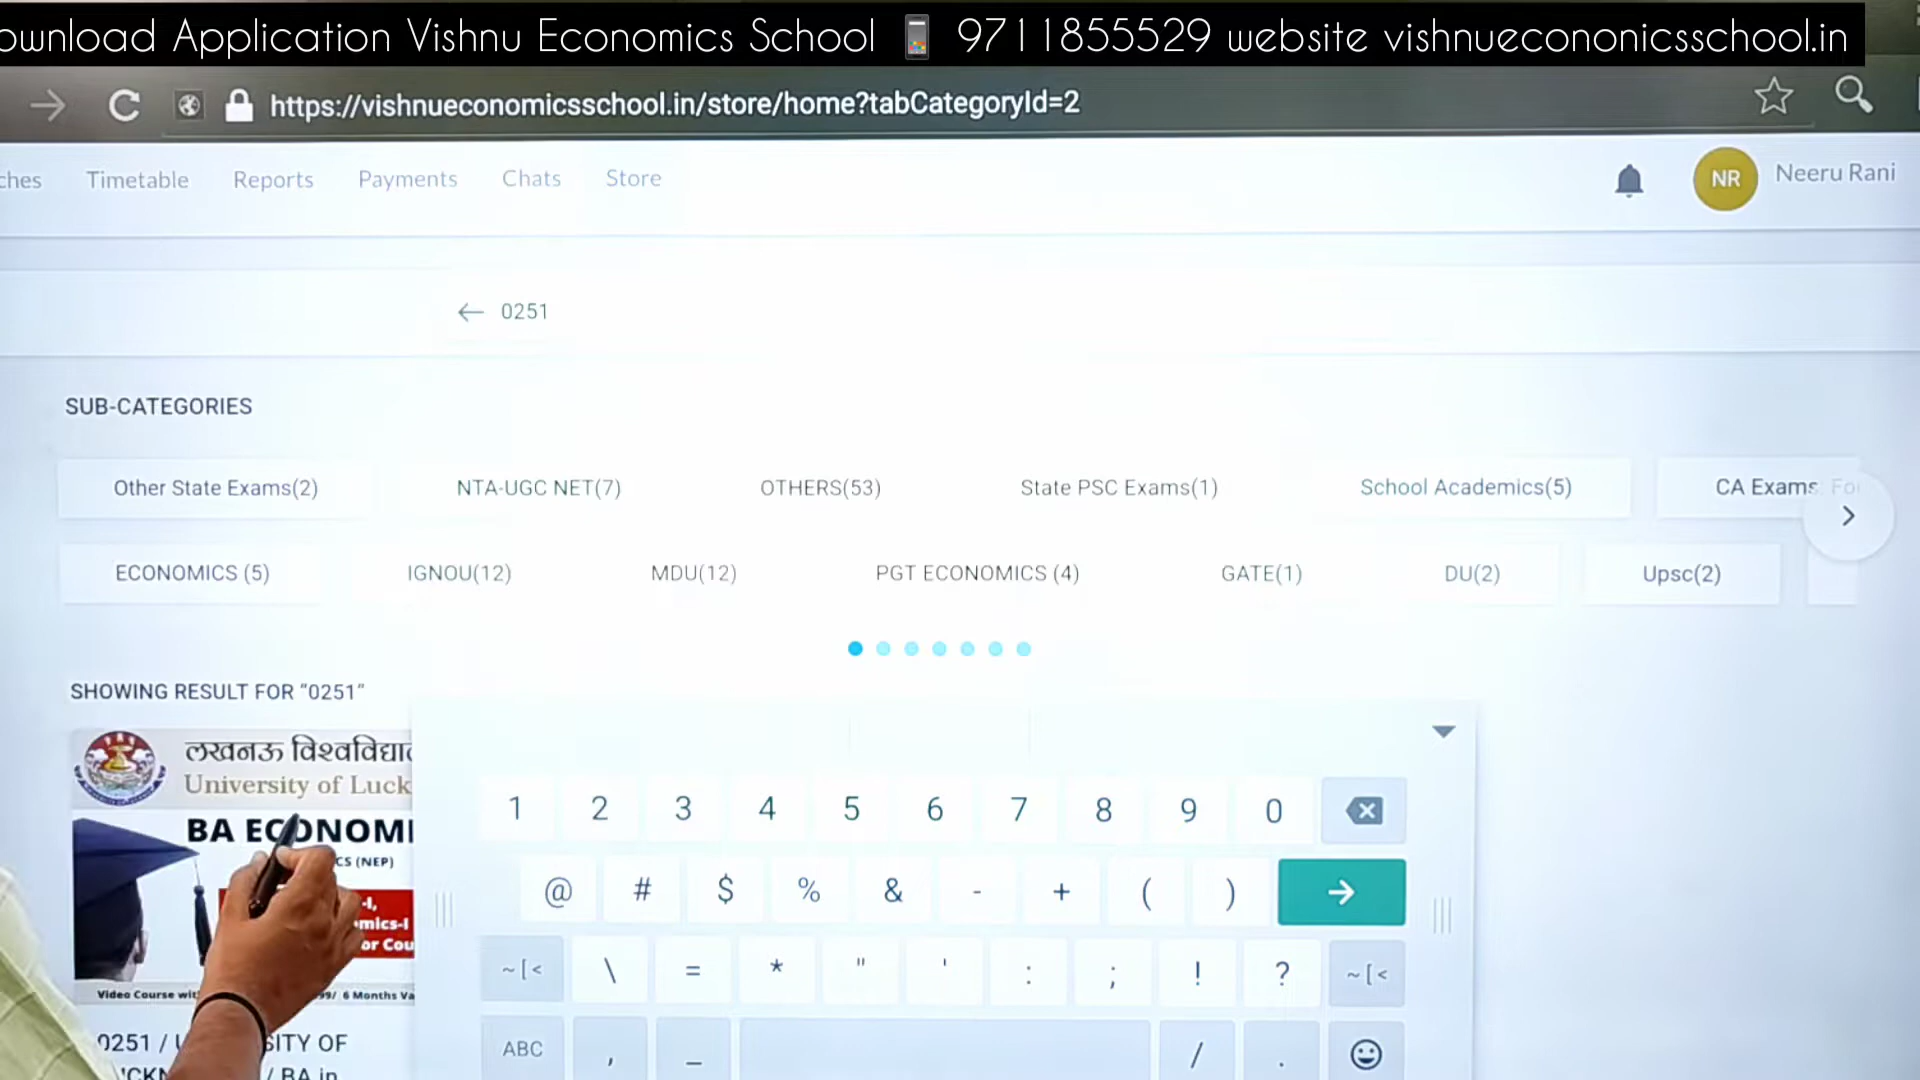 ownload Application Vishnu Economics School 9711855529 website vishnuecononicsschool.in
https://vishnueconomicsschool.in/store/home?tabCategoryId=2
ches Timetable Reports Payments Chats Store NR Neeru Rani
0251
SUB-CATEGORIES
Other State Exams(2) NTA-UGC NET(7) OTHERS(53) State PSC Exams(1) School Academics(5) CA Exams Fo
ECONOMICS (5) IGNOU(12) MDU(12) PGT ECONOMICS (4) GATE(1) DU(2) Upsc(2)
SHOWING RESULT FOR "0251"
लखनऊ विश्वविद्याल
University of Luck
BA ECONOMI
CS (NEP)
-I,
omics-I
or Cou
Video Course wit 99/ 6 Months Va
0251 / U SITY OF
/ BA in
1 2 3 4 5 6 7 8 9 0
@ # $ % & - + ( )
~[< \ = * " ' : ; ! ? ~[<
ABC , _ / .